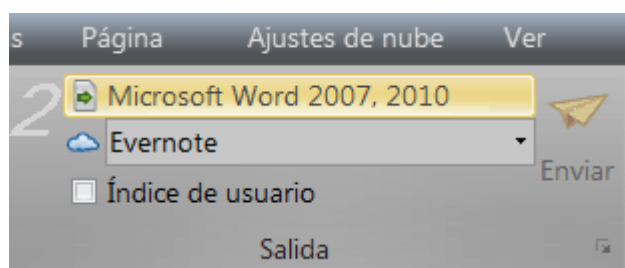 s Página Ajustes de nube Ver
2 Microsoft Word 2007, 2010
Evernote
Enviar
Índice de usuario
Salida